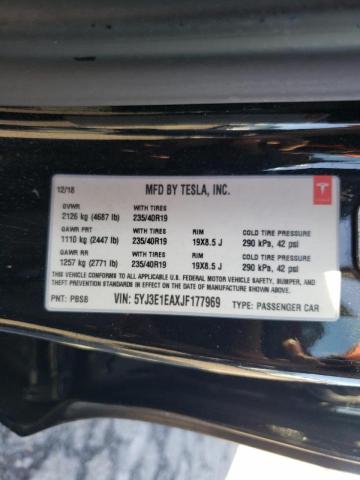 12/18 MFD BY TESLA, INC.
GVWR WITH TIRES
2126 kg (4687 lb) 235/40R19
GAWR FRT WITH TIRES RIM COLD TIRE PRESSURE
1110 kg (2447 lb) 235/40R19 19X8.5 J 290 kPa, 42 psi
GAWR RR WITH TIRES RIM COLD TIRE PRESSURE
1257 kg (2771 lb) 235/40R19 19X8.5 J 290 kPa, 42 psi
THIS VEHICLE CONFORMS TO ALL APPLICABLE U.S. FEDERAL MOTOR VEHICLE SAFETY, BUMPER, AND
THEFT PREVENTION STANDARDS IN EFFECT ON THE DATE OF MANUFACTURE SHOWN ABOVE.
PNT: PBSB VIN: 5YJ3E1EAXJF177969 TYPE: PASSENGER CAR